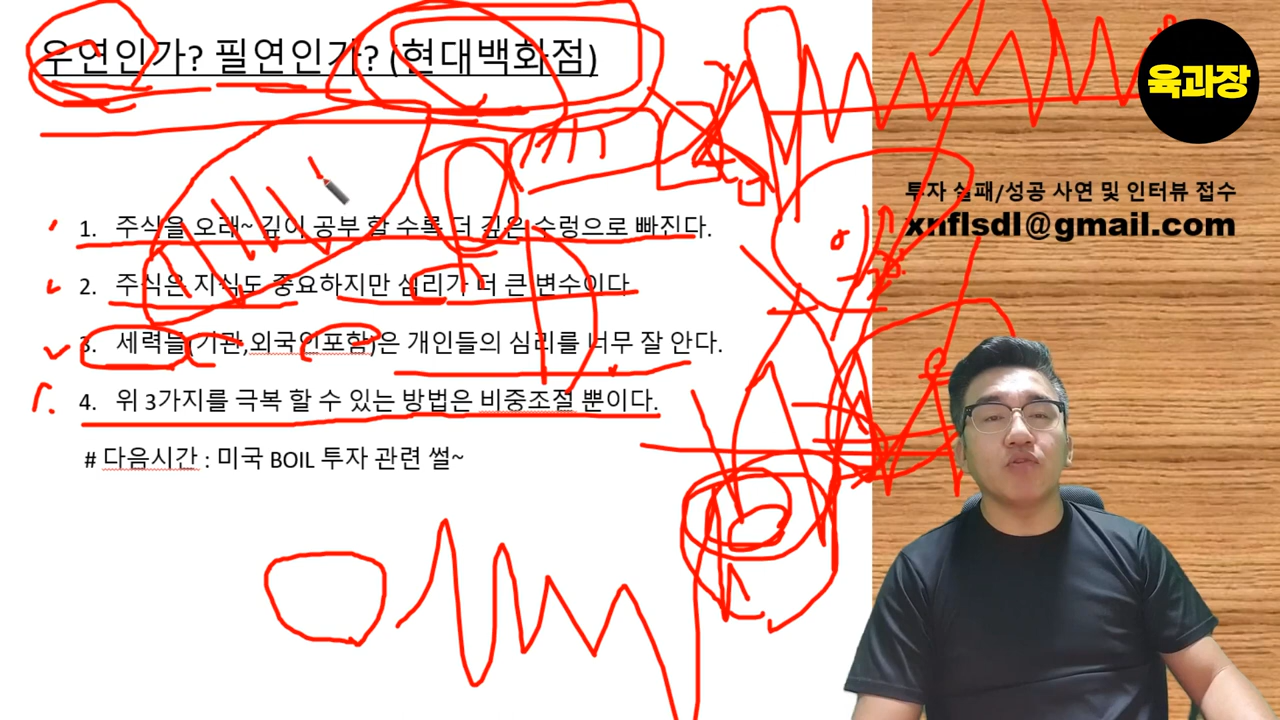 우연인가? 필연인가? (현대백화점)
육과장
투자 실패/성공 사연 및 인터뷰 접수
xnflsdl@gmail.com
1. 주식을 오래~ 깊이 공부 할 수록 더 깊은 수렁으로 빠진다.
2. 주식은 지식도 중요하지만 심리가 더 큰 변수이다.
3. 세력들(기관,외국인포함)은 개인들의 심리를 너무 잘 안다.
4. 위 3가지를 극복 할 수 있는 방법은 비중조절 뿐이다.
# 다음시간 : 미국 BOIL 투자 관련 썰~